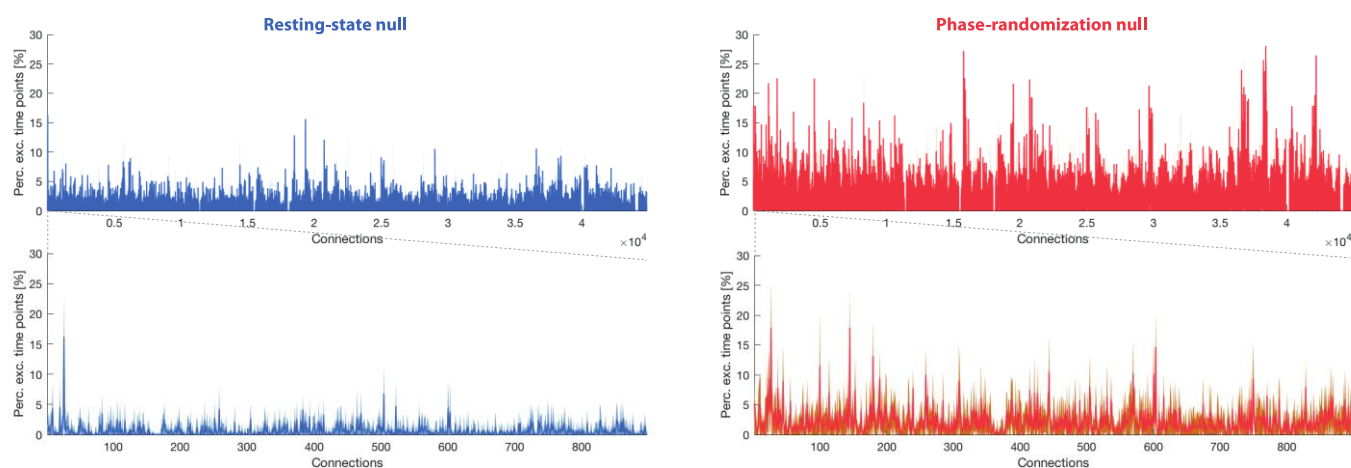 Resting-state null
Phase-randomization null
30
25
20
15
10
5
0
Perc. exc. time points [%]
0.5 1 1.5 2 2.5 3 3.5 4
Connections
×10⁴
30
25
20
15
10
5
0
Perc. exc. time points [%]
0.5 1 1.5 2 2.5 3 3.5 4
Connections
×10⁴
30
25
20
15
10
5
0
Perc. exc. time points [%]
100 200 300 400 500 600 700 800
Connections
30
25
20
15
10
5
0
Perc. exc. time points [%]
100 200 300 400 500 600 700 800
Connections